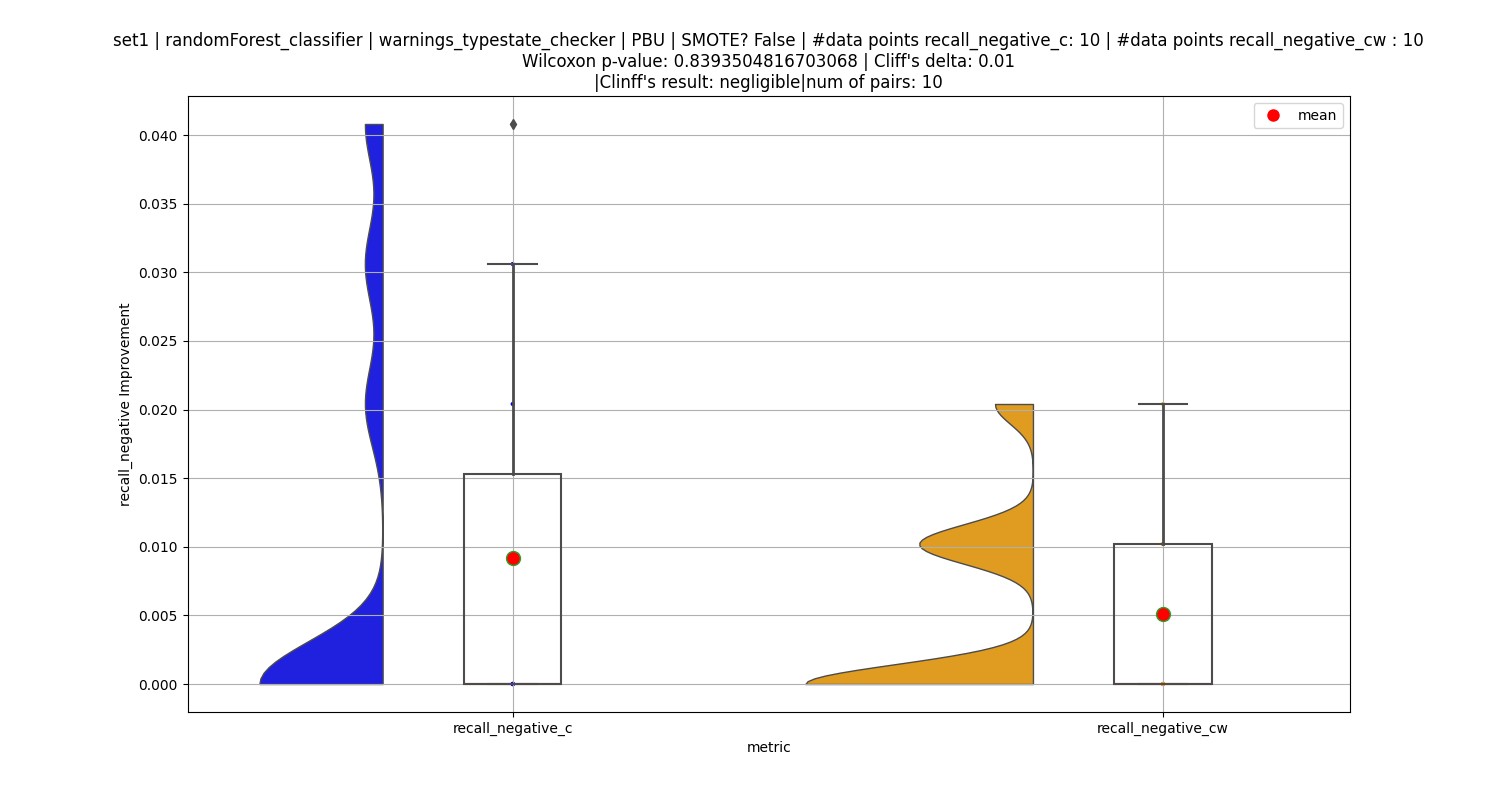 set1 | randomForest_classifier | warnings_typestate_checker | PBU | SMOTE? False | #data points recall_negative_c: 10 | #data points recall_negative_cw : 10
Wilcoxon p-value: 0.8393504816703068 | Cliff's delta: 0.01
|Clinff's result: negligible|num of pairs: 10
mean
0.040
0.035
0.030
0.025
0.020
0.015
0.010
0.005
0.000
recall_negative Improvement
recall_negative_c
recall_negative_cw
metric